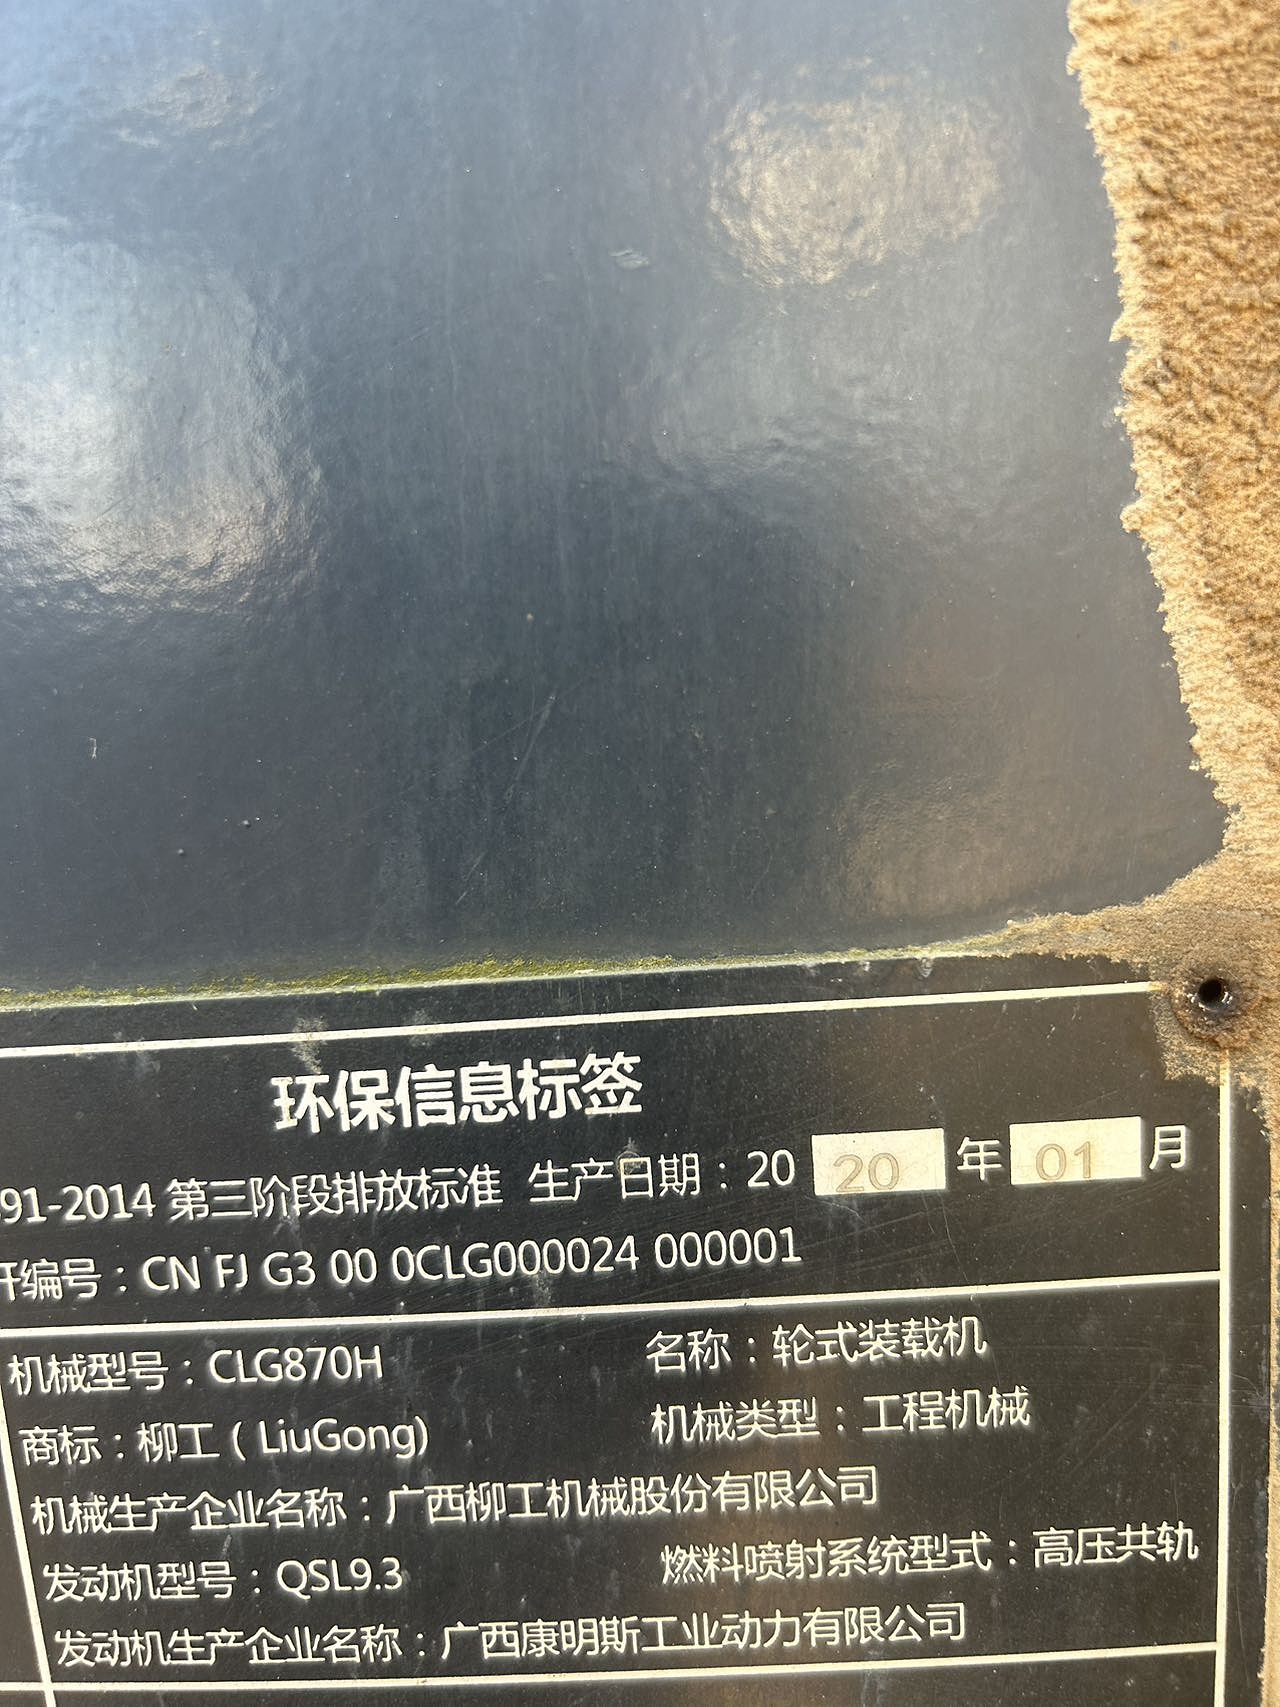 环保信息标签
91-2014 第三阶段排放标准 生产日期：20 20 年 01 月
编号：CN FJ G3 00 0CLG000024 000001
机械型号：CLG870H 名称：轮式装载机
商标：柳工（LiuGong) 机械类型：工程机械
机械生产企业名称：广西柳工机械股份有限公司
发动机型号：QSL9.3 燃料喷射系统型式：高压共轨
发动机生产企业名称：广西康明斯工业动力有限公司